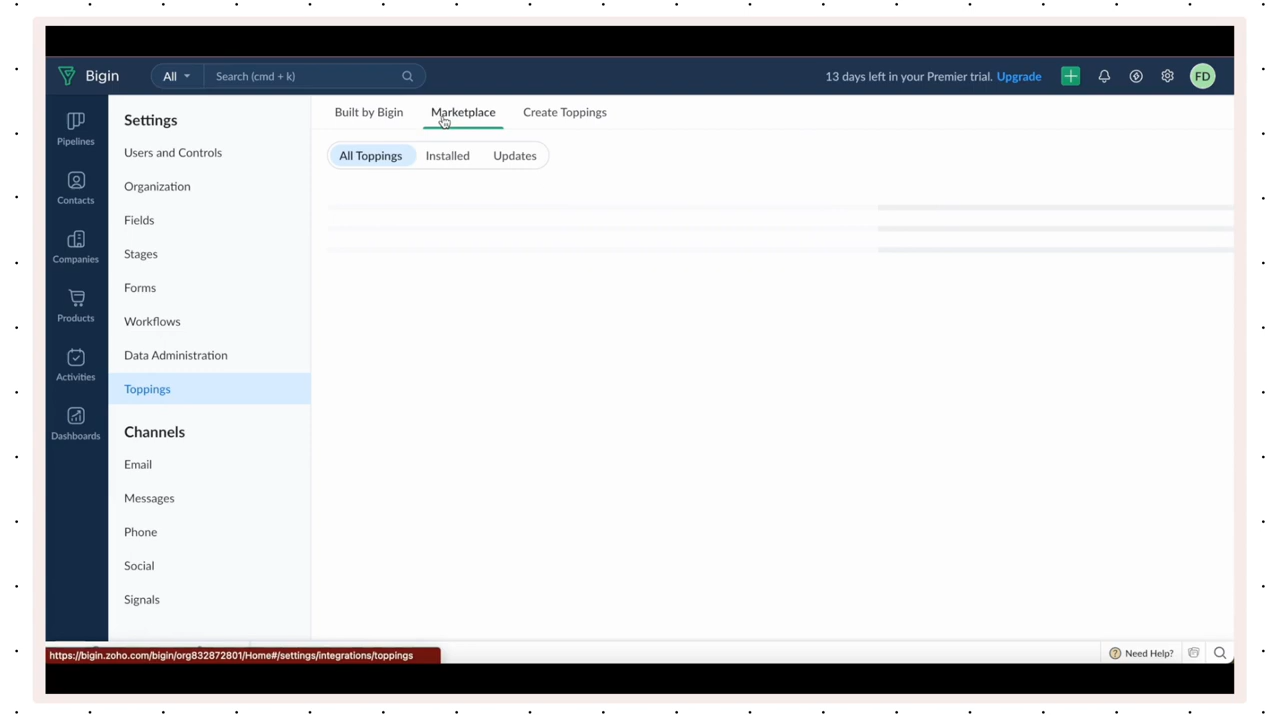 Bigin
All
Search (cmd + k)
13 days left in your Premier trial. Upgrade
FD
Pipelines
Contacts
Companies
Products
Activities
Dashboards
Settings
Users and Controls
Organization
Fields
Stages
Forms
Workflows
Data Administration
Toppings
Channels
Email
Messages
Phone
Social
Signals
Built by Bigin
Marketplace
Create Toppings
All Toppings
Installed
Updates
https://bigin.zoho.com/bigin/org832872801/Home#/settings/integrations/toppings
Need Help?